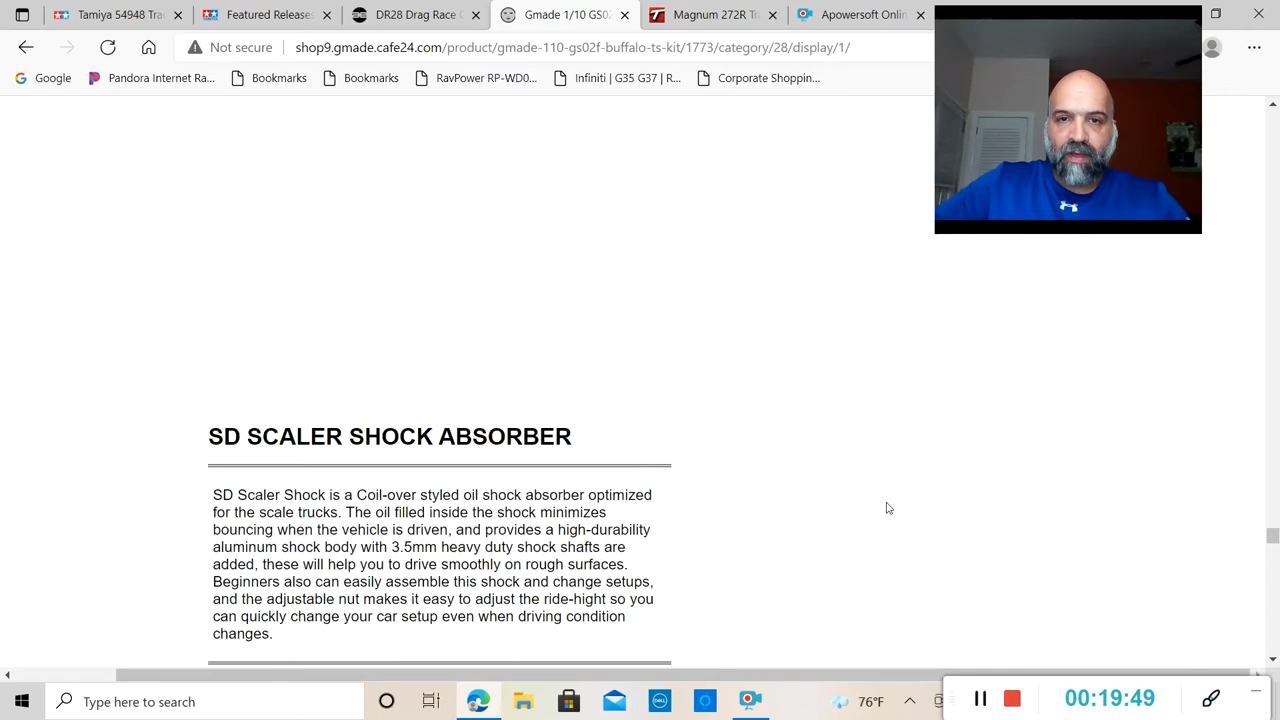 Tamiya 54948 Tra
Featured Releases
DR28 Drag Race C
Gmade 1/10 GS02
Magnum 272R T
Apowersoft Onlin
Not secure
shop9.gmade.cafe24.com/product/gmade-110-gs02f-buffalo-ts-kit/1773/category/28/display/1/
Google
Pandora Internet Ra...
Bookmarks
Bookmarks
RavPower RP-WD0...
Infiniti | G35 G37 | R...
Corporate Shoppin...
SD SCALER SHOCK ABSORBER
SD Scaler Shock is a Coil-over styled oil shock absorber optimized
for the scale trucks. The oil filled inside the shock minimizes
bouncing when the vehicle is driven, and provides a high-durability
aluminum shock body with 3.5mm heavy duty shock shafts are
added, these will help you to drive smoothly on rough surfaces.
Beginners also can easily assemble this shock and change setups,
and the adjustable nut makes it easy to adjust the ride-hight so you
can quickly change your car setup even when driving condition
changes.
Type here to search
DELL
76°F
00:19:49